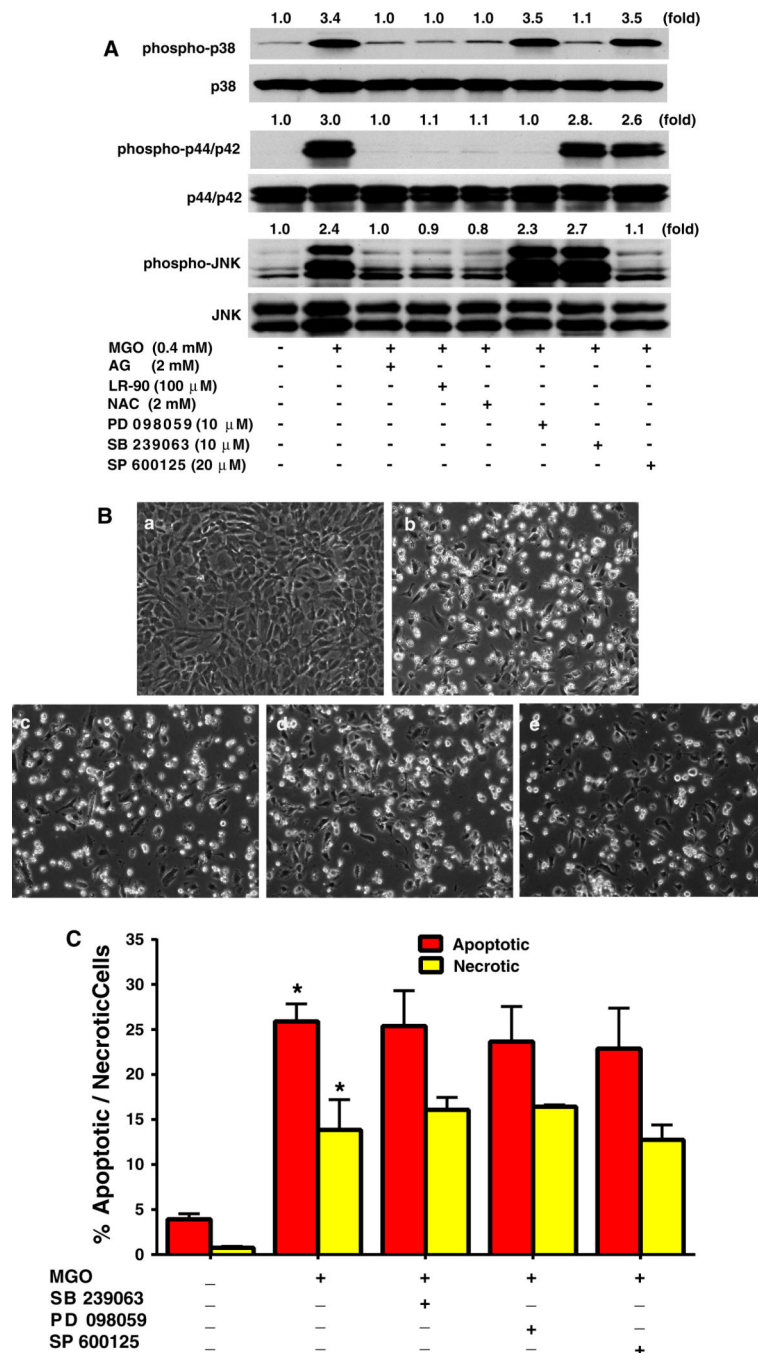 1.0 3.4 1.0 1.0 1.0 3.5 1.1 3.5 (fold)
A
phospho-p38
p38
1.0 3.0 1.0 1.1 1.1 1.0 2.8. 2.6 (fold)
phospho-p44/p42
p44/p42
1.0 2.4 1.0 0.9 0.8 2.3 2.7 1.1 (fold)
phospho-JNK
JNK
MGO (0.4 mM) - + + + + + + +
AG (2 mM) - - + - - - - -
LR-90 (100 μM) - - - + - - - -
NAC (2 mM) - - - - + - - -
PD 098059 (10 μM) - - - - - + - -
SB 239063 (10 μM) - - - - - - + -
SP 600125 (20 μM) - - - - - - - +
B
a b
c d e
C
35
30
25
20
15
10
5
0
% Apoptotic / NecroticCells
Apoptotic
Necrotic
* *
MGO – + + + +
SB 239063 – – + – –
PD 098059 – – – + –
SP 600125 – – – – +